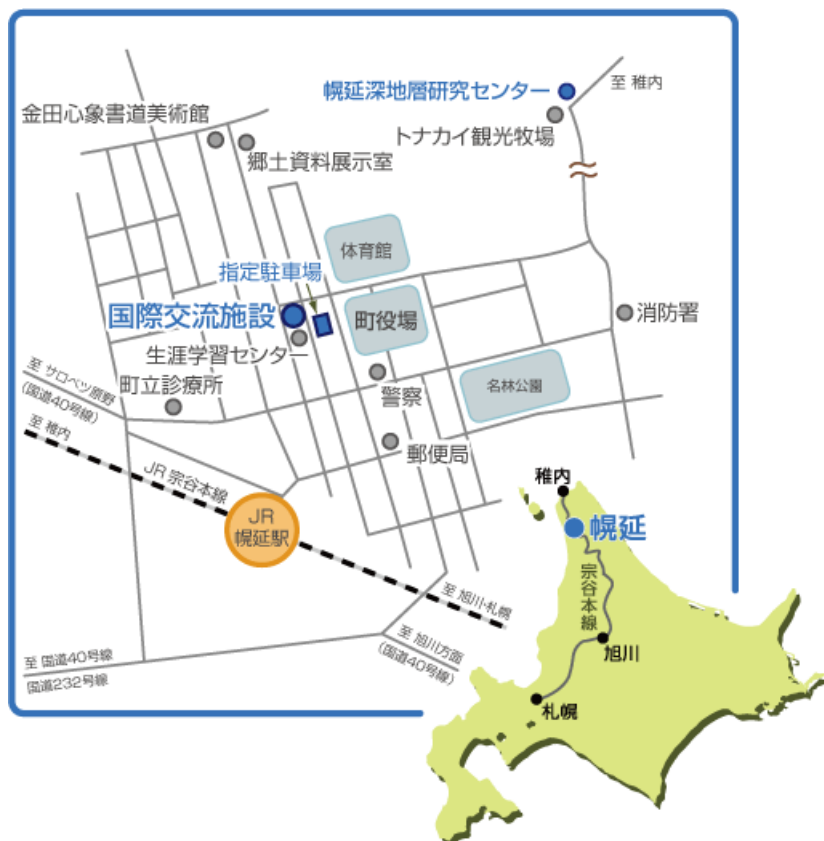 至 稚内
幌延深地層研究センター
トナカイ観光牧場
金田心象書道美術館
郷土資料展示室
体育館
指定駐車場
国際交流施設
町役場
消防署
生涯学習センター
町立診療所
警察
名林公園
至 サロベツ原野
(国道40号線)
至 稚内
JR 宗谷本線
郵便局
JR
幌延駅
至 旭川・札幌
至 旭川方面
(国道40号線)
至 国道40号線
国道232号線
稚内
幌延
宗谷本線
旭川
札幌